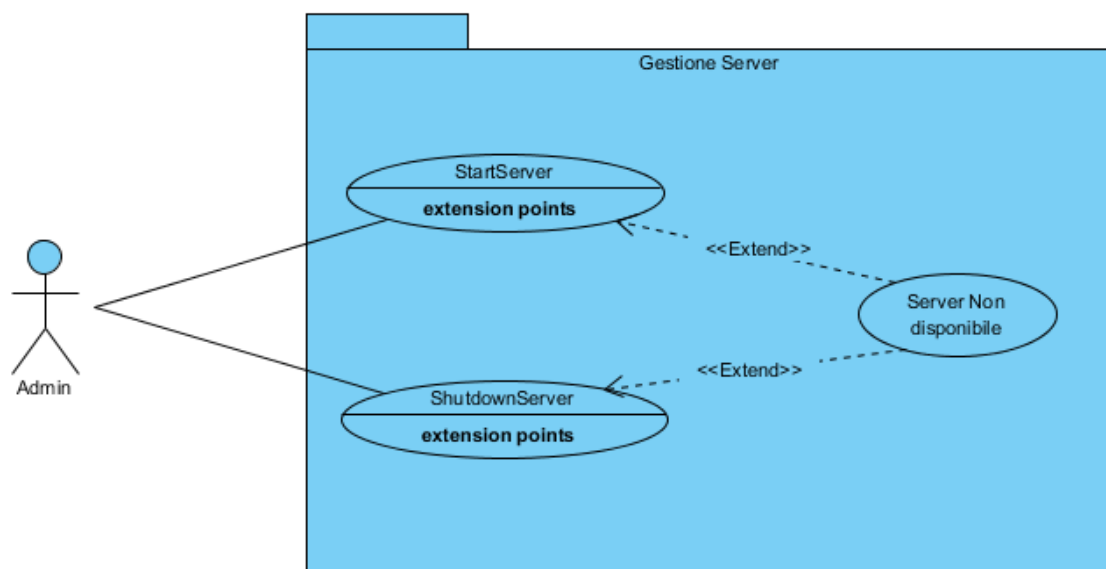 Gestione Server
StartServer
extension points
<<Extend>>
Server Non
disponibile
<<Extend>>
Admin
ShutdownServer
extension points